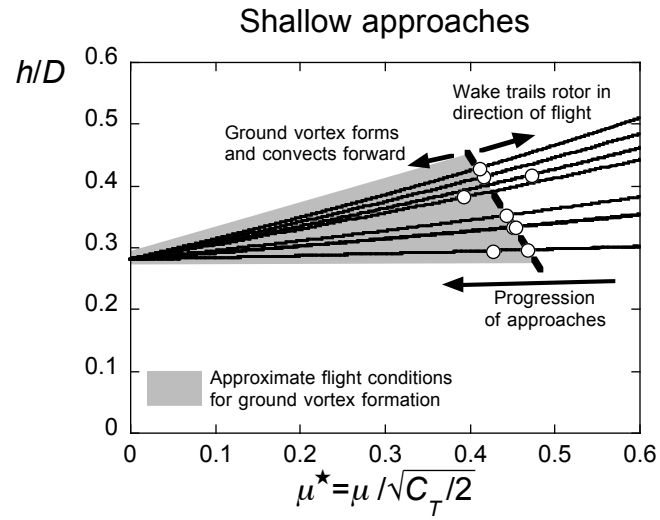 Shallow approaches
h/D
0.6
0.5
0.4
0.3
0.2
0.1
0
Wake trails rotor in
direction of flight
Ground vortex forms
and convects forward
Progression
of approaches
Approximate flight conditions
for ground vortex formation
0 0.1 0.2 0.3 0.4 0.5 0.6
μ★=μ/√C_T/2